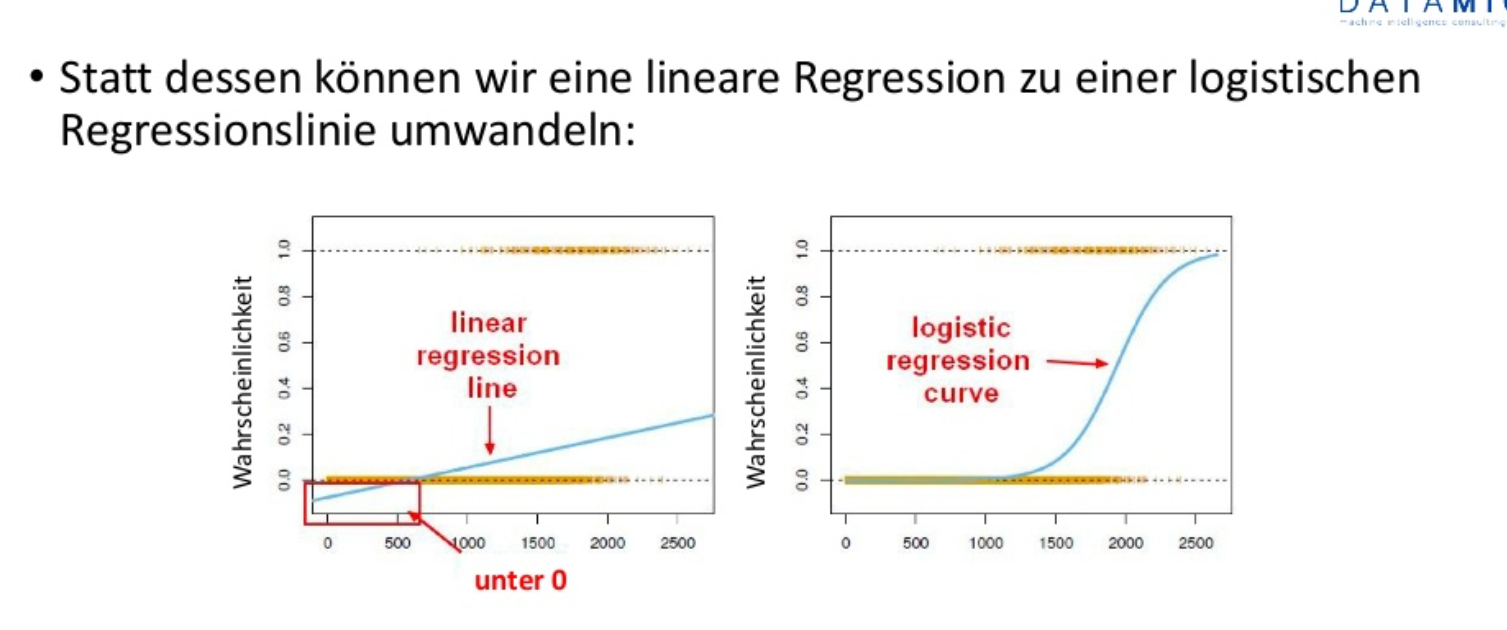 machine intelligence consulting
• Statt dessen können wir eine lineare Regression zu einer logistischen
Regressionslinie umwandeln:
Wahrscheinlichkeit
1.0
0.8
0.6
0.4
0.2
0.0
linear
regression
line
0 500 1000 1500 2000 2500
unter 0
Wahrscheinlichkeit
1.0
0.8
0.6
0.4
0.2
0.0
logistic
regression
curve
0 500 1000 1500 2000 2500